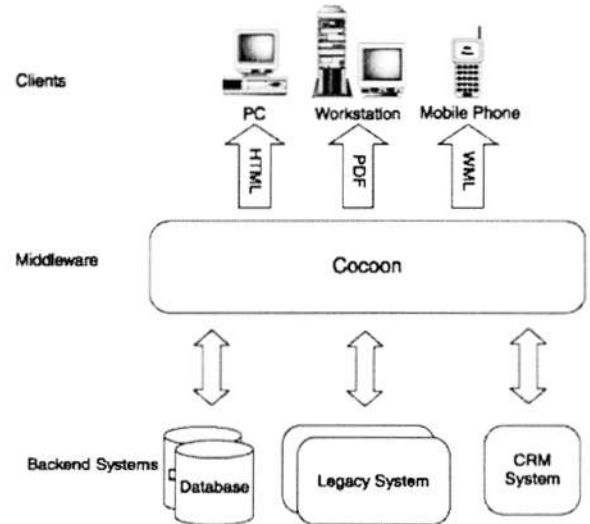 Clients
PC
Workstation
Mobile Phone
HTML
PDF
WML
Middleware
Cocoon
Backend Systems
Database
Legacy System
CRM
System